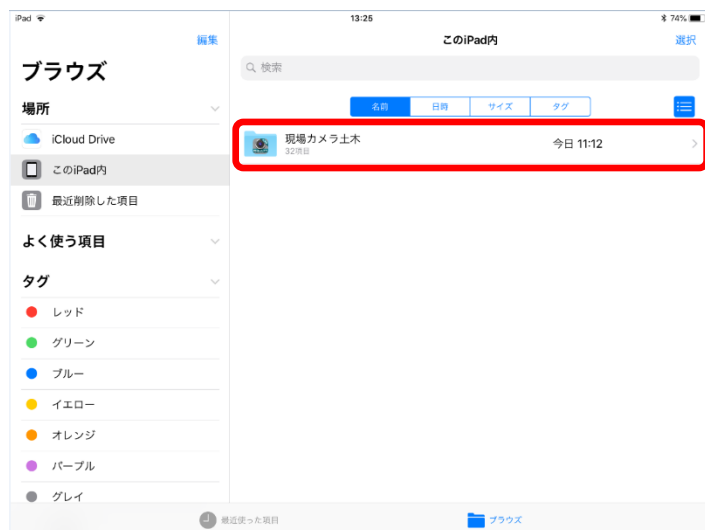 iPad 13:25 74%
編集
ブラウズ
場所
iCloud Drive
このiPad内
最近削除した項目
よく使う項目
タグ
レッド
グリーン
ブルー
イエロー
オレンジ
パープル
グレイ
このiPad内 選択
検索
名前 日時 サイズ タグ
現場カメラ土木 今日 11:12
32項目
最近使った項目 ブラウズ